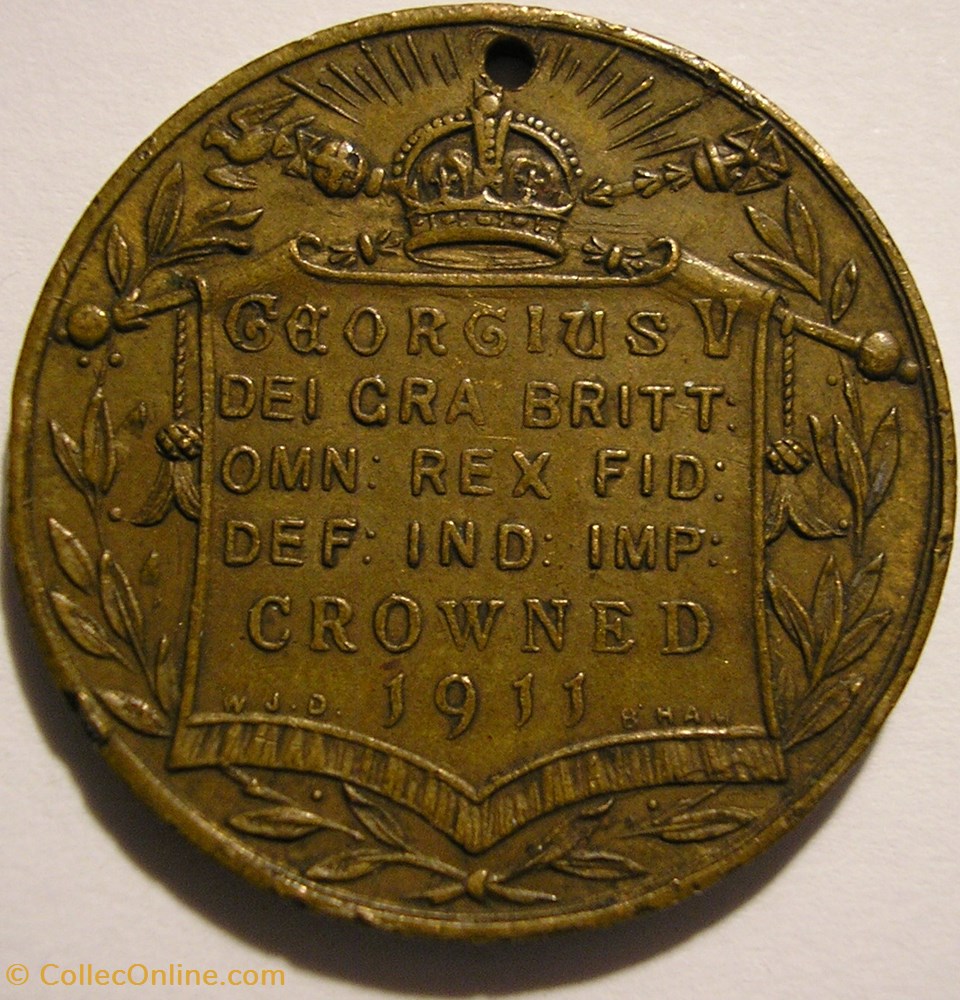 GEORGIUS V
DEI GRA BRITT:
OMN: REX FID:
DEF: IND: IMP:
CROWNED
1911
W.J.D. B'HAM
© CollecOnline.com